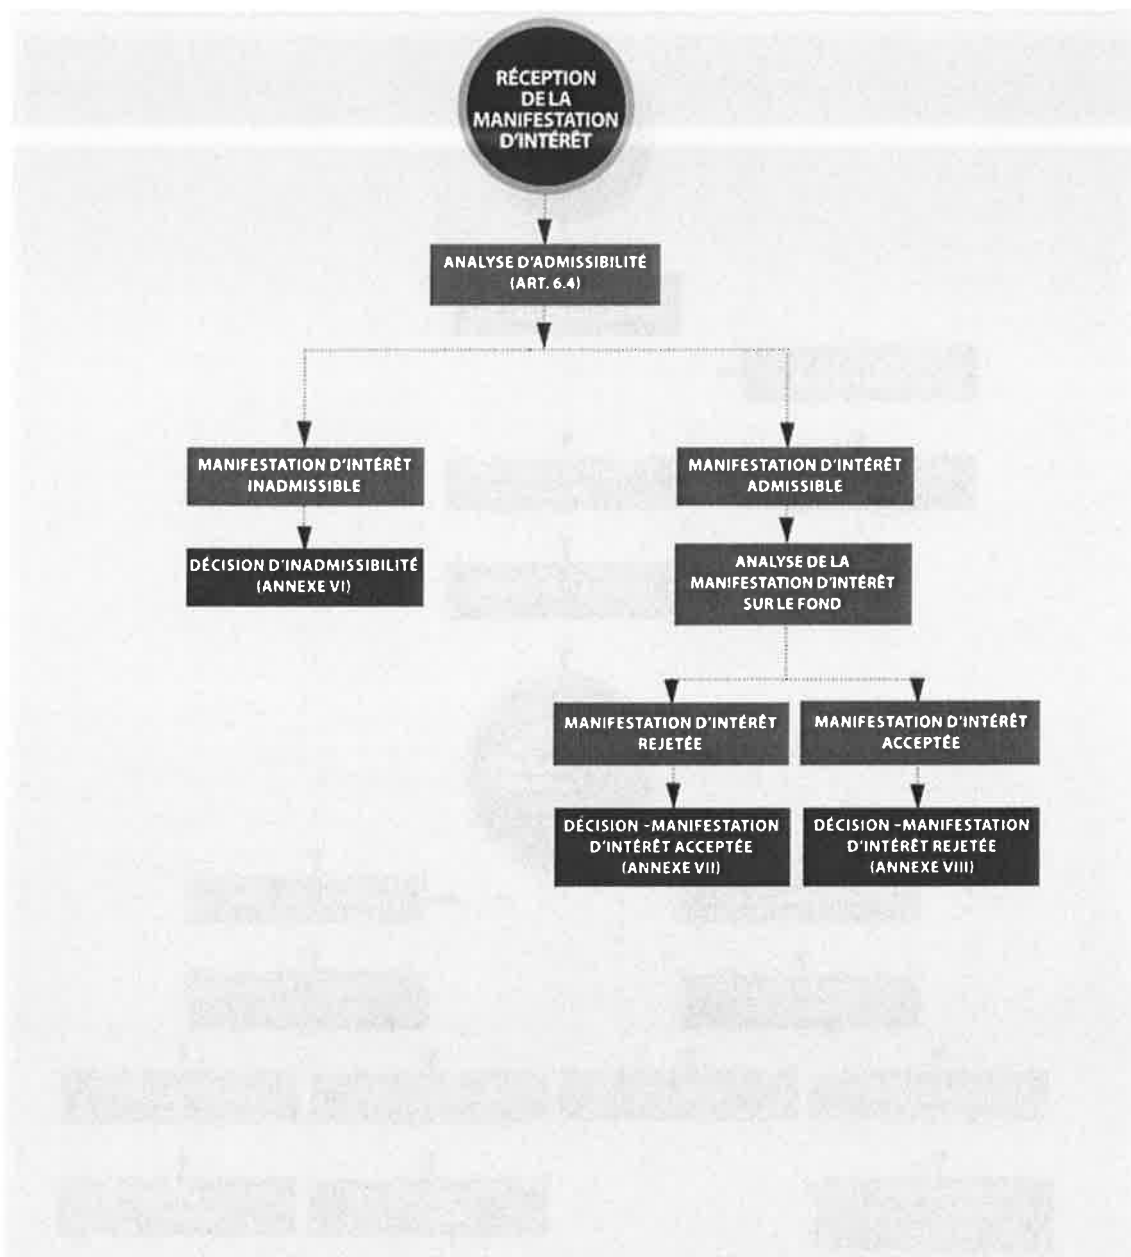 RÉCEPTION
DE LA
MANIFESTATION
D'INTÉRÊT
ANALYSE D'ADMISSIBILITÉ
(ART. 6.4)
MANIFESTATION D'INTÉRÊT
INADMISSIBLE
MANIFESTATION D'INTÉRÊT
ADMISSIBLE
DÉCISION D'INADMISSIBILITÉ
(ANNEXE VI)
ANALYSE DE LA
MANIFESTATION D'INTÉRÊT
SUR LE FOND
MANIFESTATION D'INTÉRÊT
REJETÉE
MANIFESTATION D'INTÉRÊT
ACCEPTÉE
DÉCISION -MANIFESTATION
D'INTÉRÊT ACCEPTÉE
(ANNEXE VII)
DÉCISION -MANIFESTATION
D'INTÉRÊT REJETÉE
(ANNEXE VIII)